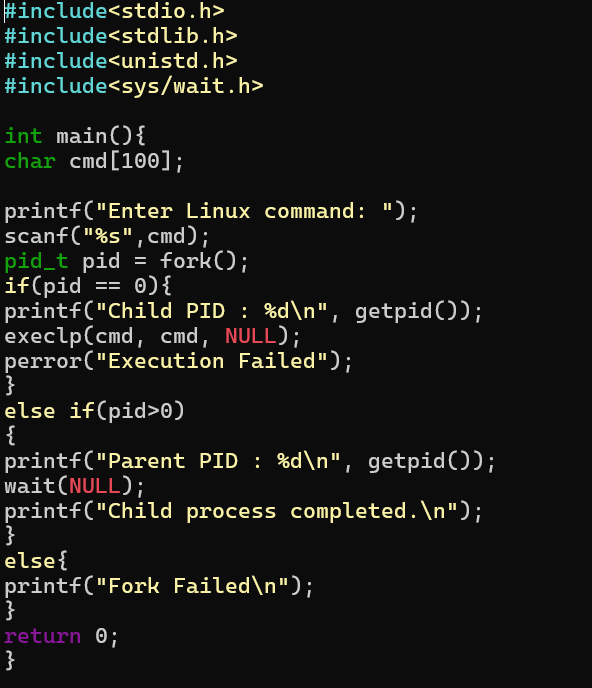 #include<stdio.h>
#include<stdlib.h>
#include<unistd.h>
#include<sys/wait.h>
int main(){
char cmd[100];
printf("Enter Linux command: ");
scanf("%s",cmd);
pid_t pid = fork();
if(pid == 0){
printf("Child PID : %d\n", getpid());
execlp(cmd, cmd, NULL);
perror("Execution Failed");
}
else if(pid>0)
{
printf("Parent PID : %d\n", getpid());
wait(NULL);
printf("Child process completed.\n");
}
else{
printf("Fork Failed\n");
}
return 0;
}